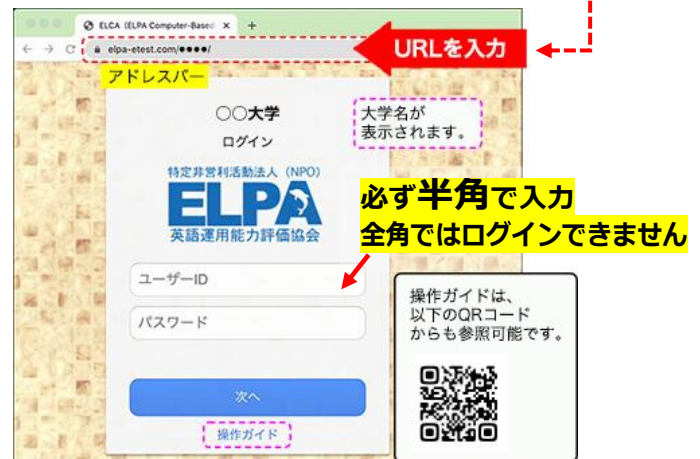 ELCA (ELPA Computer-Based
elpa-etest.com/●●●●/
URLを入力
アドレスバー
○○大学
ログイン
大学名が
表示されます。
特定非営利活動法人（NPO）
ELPA
英語運用能力評価協会
必ず半角で入力
全角ではログインできません
ユーザーID
パスワード
操作ガイドは、
以下のQRコード
からも参照可能です。
次へ
操作ガイド